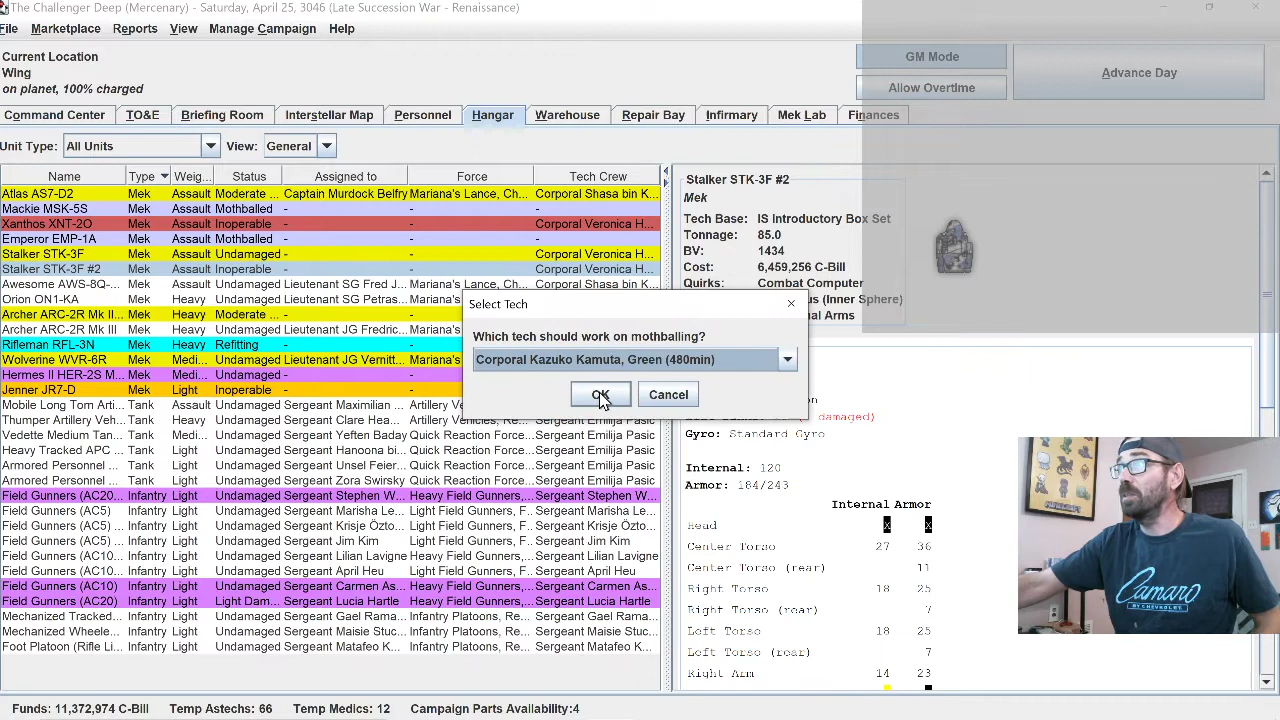 The Challenger Deep (Mercenary) - Saturday, April 25, 3046 (Late Succession War - Renaissance)
File Marketplace Reports View Manage Campaign Help
Current Location
Wing
on planet, 100% charged
GM Mode
Allow Overtime
Advance Day
Command Center TO&E Briefing Room Interstellar Map Personnel Hangar Warehouse Repair Bay Infirmary Mek Lab Finances
Unit Type: All Units View: General
Name Type Weig... Status Assigned to Force Tech Crew
Atlas AS7-D2 Mek Assault Moderate ... Captain Murdock Belfry Mariana's Lance, Ch... Corporal Shasa bin K...
Mackie MSK-5S Mek Assault Mothballed - - -
Xanthos XNT-2O Mek Assault Inoperable - - Corporal Veronica H...
Emperor EMP-1A Mek Assault Mothballed - - -
Stalker STK-3F Mek Assault Undamaged - - Corporal Veronica H...
Stalker STK-3F #2 Mek Assault Inoperable - - Corporal Veronica H...
Awesome AWS-8Q-... Mek Assault Undamaged Lieutenant SG Fred J... Mariana's Lance, Ch... Corporal Shasa bin K...
Orion ON1-KA Mek Heavy Undamaged Lieutenant SG Petras...
Archer ARC-2R Mk II... Mek Heavy Moderate ... -
Archer ARC-2R Mk III Mek Heavy Undamaged Lieutenant JG Fredric...
Rifleman RFL-3N Mek Heavy Refitting -
Wolverine WVR-6R Mek Medi... Undamaged Lieutenant JG Vernitt... Mariana's
Hermes II HER-2S M... Mek Medi... Undamaged -
Jenner JR7-D Mek Light Inoperable -
Mobile Long Tom Arti... Tank Assault Undamaged Sergeant Maximilian ... Artillery Ve
Thumper Artillery Veh... Tank Heavy Undamaged Sergeant Clare Hea... Artillery Vehicles, F... Sergeant Emilija Pasic
Vedette Medium Tan... Tank Medi... Undamaged Sergeant Yeften Baday Quick Reaction Force... Sergeant Emilija Pasic
Heavy Tracked APC ... Tank Light Undamaged Sergeant Hanoona bi... Quick Reaction Force... Sergeant Emilija Pasic
Armored Personnel ... Tank Light Undamaged Sergeant Unsel Feier... Quick Reaction Force... Sergeant Emilija Pasic
Armored Personnel ... Tank Light Undamaged Sergeant Zora Swirsky Quick Reaction Force... Sergeant Emilija Pasic
Field Gunners (AC20) Infantry Light Undamaged Sergeant Stephen W... Heavy Field Gunners,... Sergeant Stephen W...
Field Gunners (AC5) Infantry Light Undamaged Sergeant Marisha Le... Light Field Gunners, F... Sergeant Marisha Le...
Field Gunners (AC5) Infantry Light Undamaged Sergeant Krisje Özto... Light Field Gunners, F... Sergeant Krisje Özto...
Field Gunners (AC5) Infantry Light Undamaged Sergeant Jim Kim Light Field Gunners, F... Sergeant Jim Kim
Field Gunners (AC10) Infantry Light Undamaged Sergeant Lilian Lavigne Heavy Field Gunners,... Sergeant Lilian Lavigne
Field Gunners (AC5) Infantry Light Undamaged Sergeant April Heu Light Field Gunners, F... Sergeant April Heu
Field Gunners (AC10) Infantry Light Undamaged Sergeant Carmen As... Heavy Field Gunners,... Sergeant Carmen As...
Field Gunners (AC20) Infantry Light Light Dam... Sergeant Lucia Hartle Heavy Field Gunners,... Sergeant Lucia Hartle
Mechanized Tracked... Infantry Light Undamaged Sergeant Gael Rama... Infantry Platoons, Re... Sergeant Gael Rama...
Mechanized Wheele... Infantry Light Undamaged Sergeant Maisie Stuc... Infantry Platoons, Re... Sergeant Maisie Stuc...
Foot Platoon (Rifle Li... Infantry Light Undamaged Sergeant Matafeo K... Infantry Platoons, Re... Sergeant Matafeo K...
Stalker STK-3F #2
Mek
Tech Base: IS Introductory Box Set
Tonnage: 85.0
BV: 1434
Cost: 6,459,256 C-Bill
Quirks: Combat Computer
(Inner Sphere)
Arms
Select Tech
Which tech should work on mothballing?
Corporal Kazuko Kamuta, Green (480min)
OK Cancel
damaged)
Gyro: Standard Gyro
Internal: 120
Armor: 184/243
Internal Armor
Head x x
Center Torso 27 36
Center Torso (rear) 11
Right Torso 18 25
Right Torso (rear) 7
Left Torso 18 25
Left Torso (rear) 7
Right Arm 14 23
Camaro
BY CHEVROLET
Funds: 11,372,974 C-Bill Temp Astechs: 66 Temp Medics: 12 Campaign Parts Availability:4